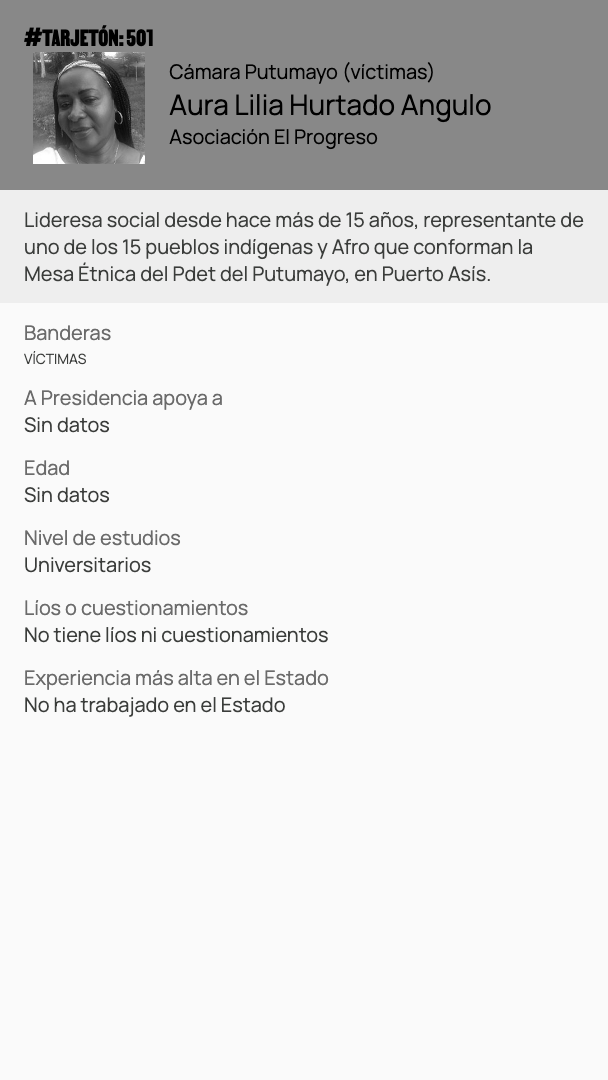 #TARJETÓN: 501
Cámara Putumayo (víctimas)
Aura Lilia Hurtado Angulo
Asociación El Progreso
Lideresa social desde hace más de 15 años, representante de
uno de los 15 pueblos indígenas y Afro que conforman la
Mesa Étnica del Pdet del Putumayo, en Puerto Asís.
Banderas
VÍCTIMAS
A Presidencia apoya a
Sin datos
Edad
Sin datos
Nivel de estudios
Universitarios
Líos o cuestionamientos
No tiene líos ni cuestionamientos
Experiencia más alta en el Estado
No ha trabajado en el Estado